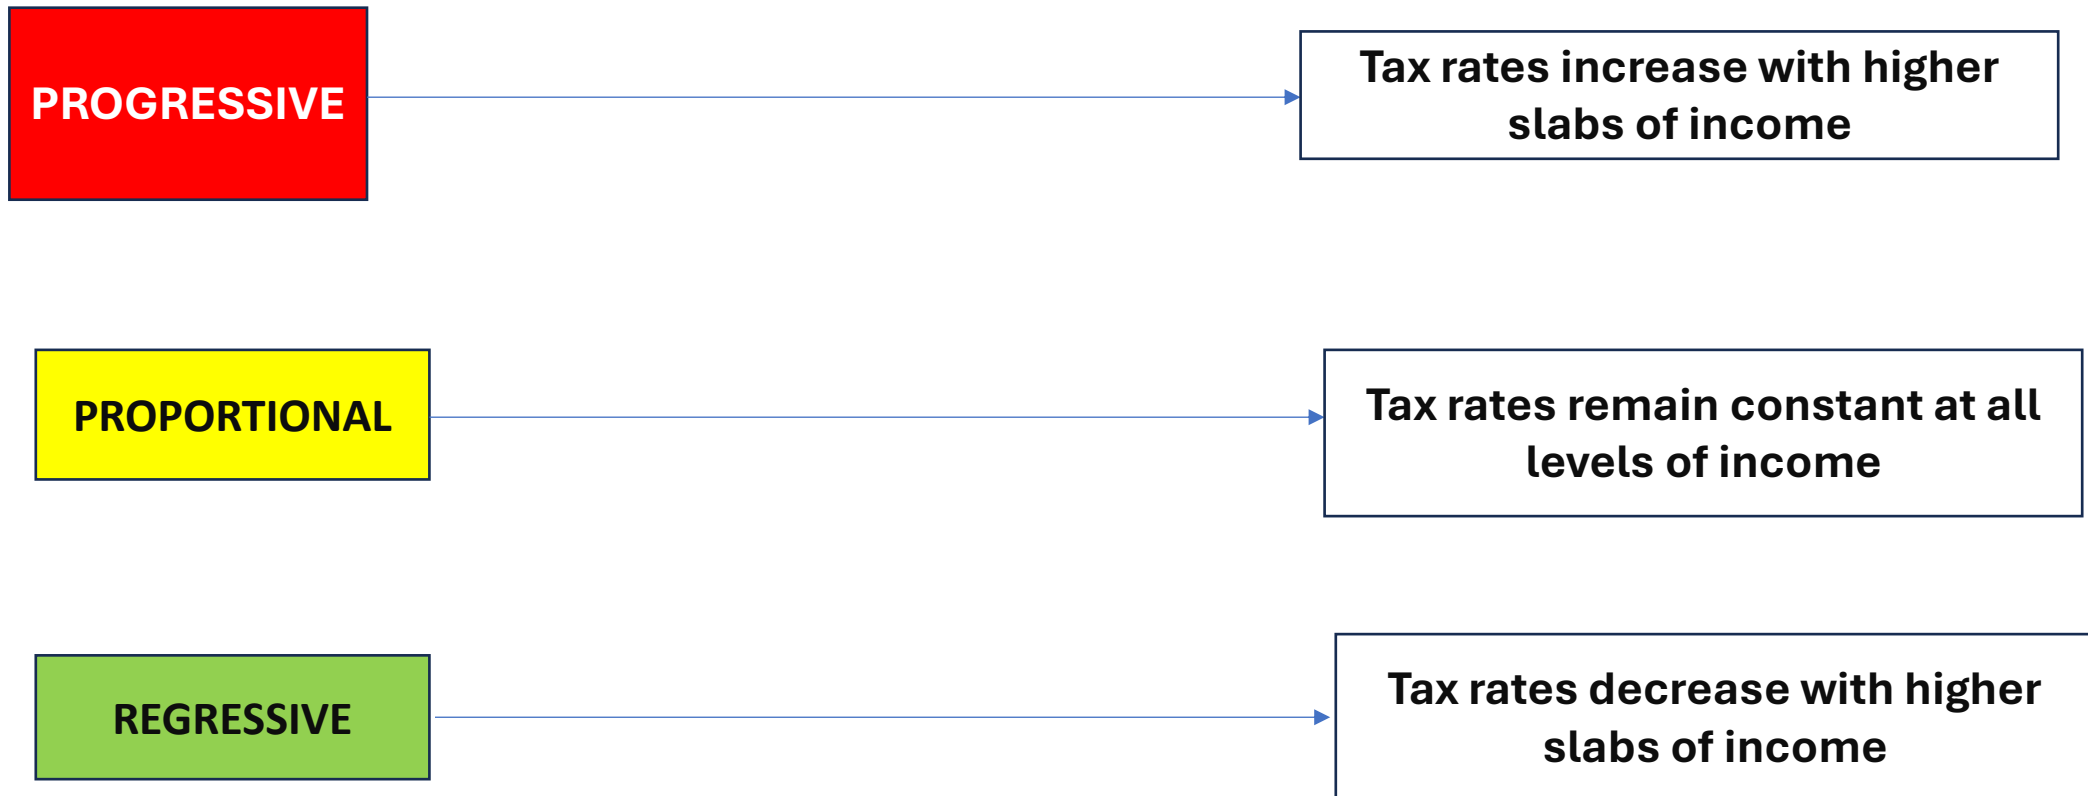 PROGRESSIVE
Tax rates increase with higher
slabs of income
PROPORTIONAL
Tax rates remain constant at all
levels of income
REGRESSIVE
Tax rates decrease with higher
slabs of income